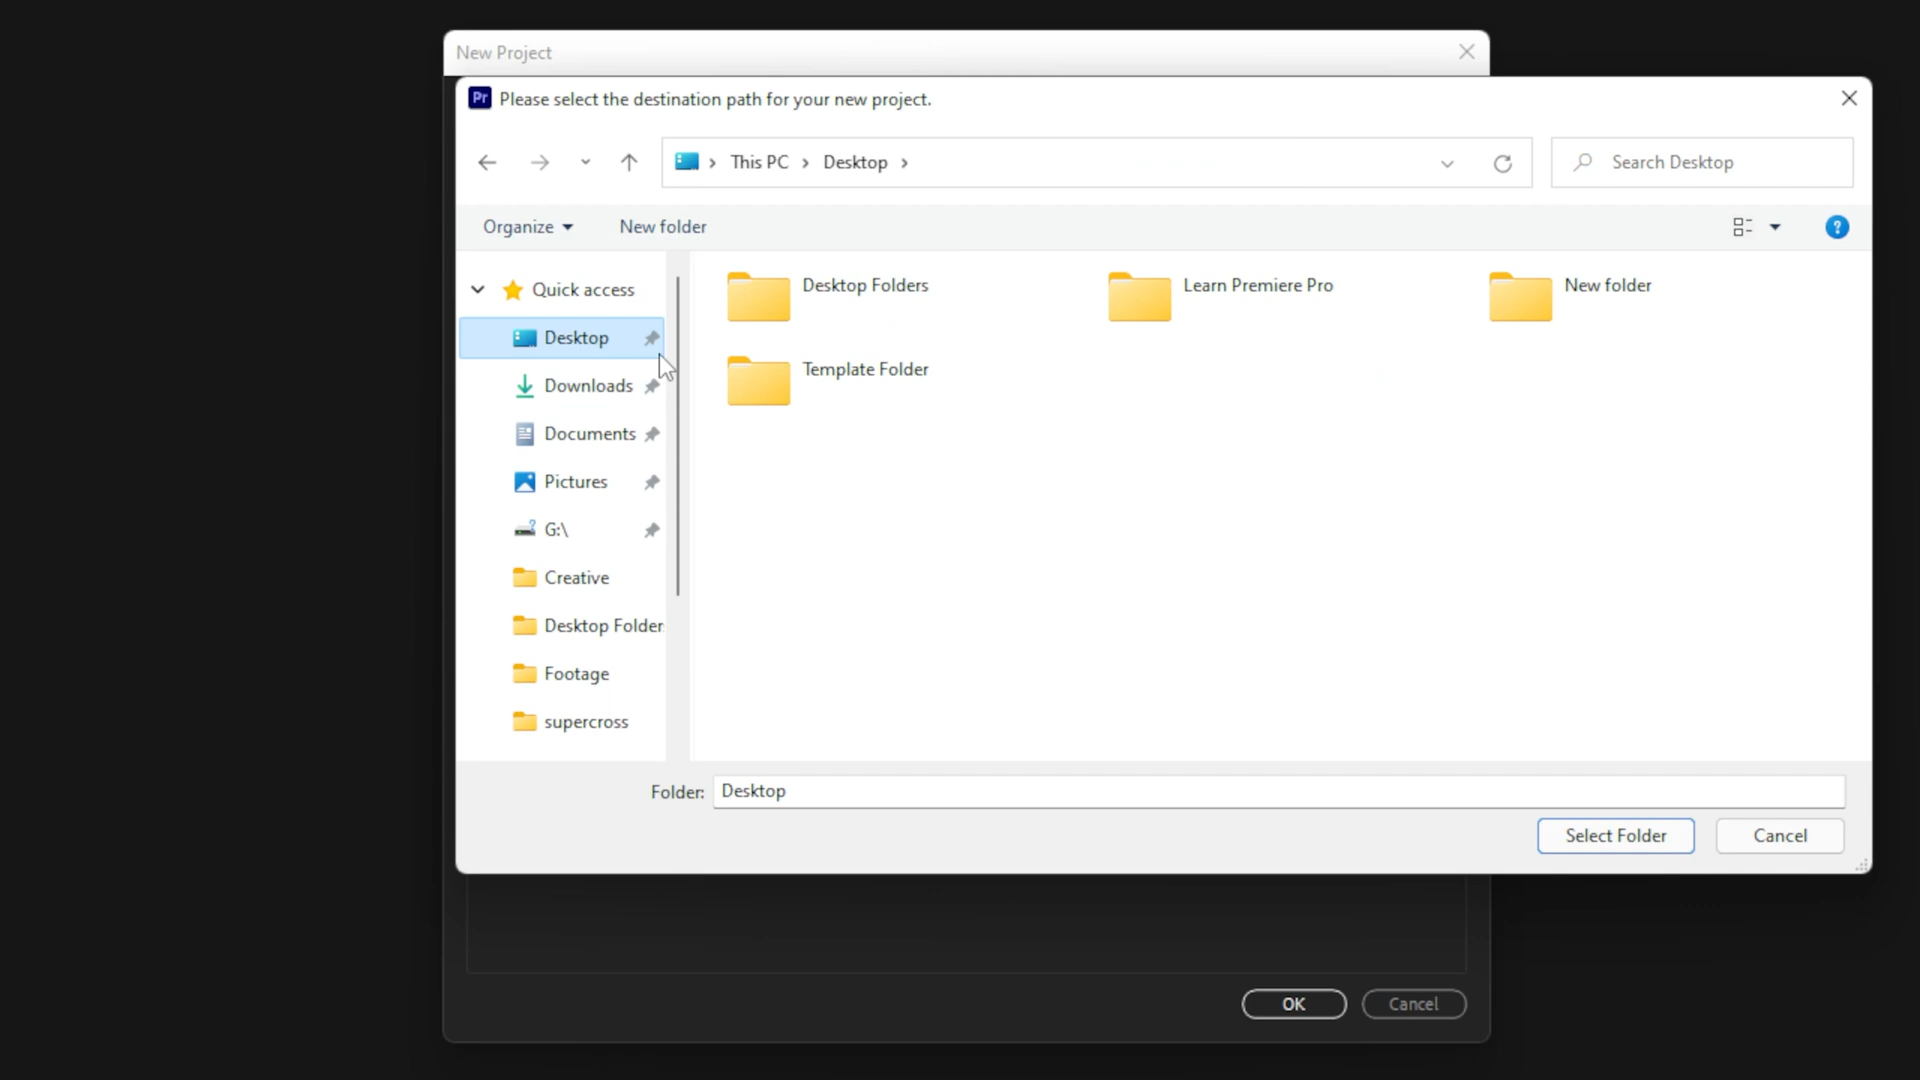 New Project
Pr Please select the destination path for your new project.
This PC > Desktop >
Search Desktop
Organize
New folder
?
Quick access
Desktop
Downloads
Documents
Pictures
G:\
Creative
Desktop Folder
Footage
supercross
Desktop Folders
Learn Premiere Pro
New folder
Template Folder
Folder: Desktop
Select Folder
Cancel
OK
Cancel